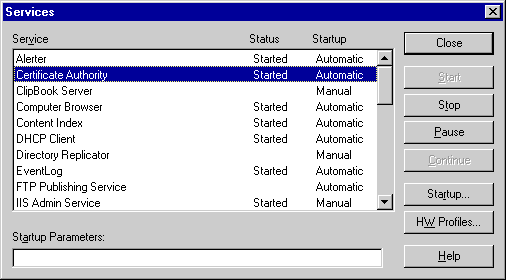 Services
Service Status Startup
Alerter Started Automatic
Certificate Authority Started Automatic
ClipBook Server Manual
Computer Browser Started Automatic
Content Index Started Automatic
DHCP Client Started Automatic
Directory Replicator Manual
EventLog Started Automatic
FTP Publishing Service Automatic
IIS Admin Service Started Manual
Startup Parameters:
Close
Start
Stop
Pause
Continue
Startup...
HW Profiles...
Help